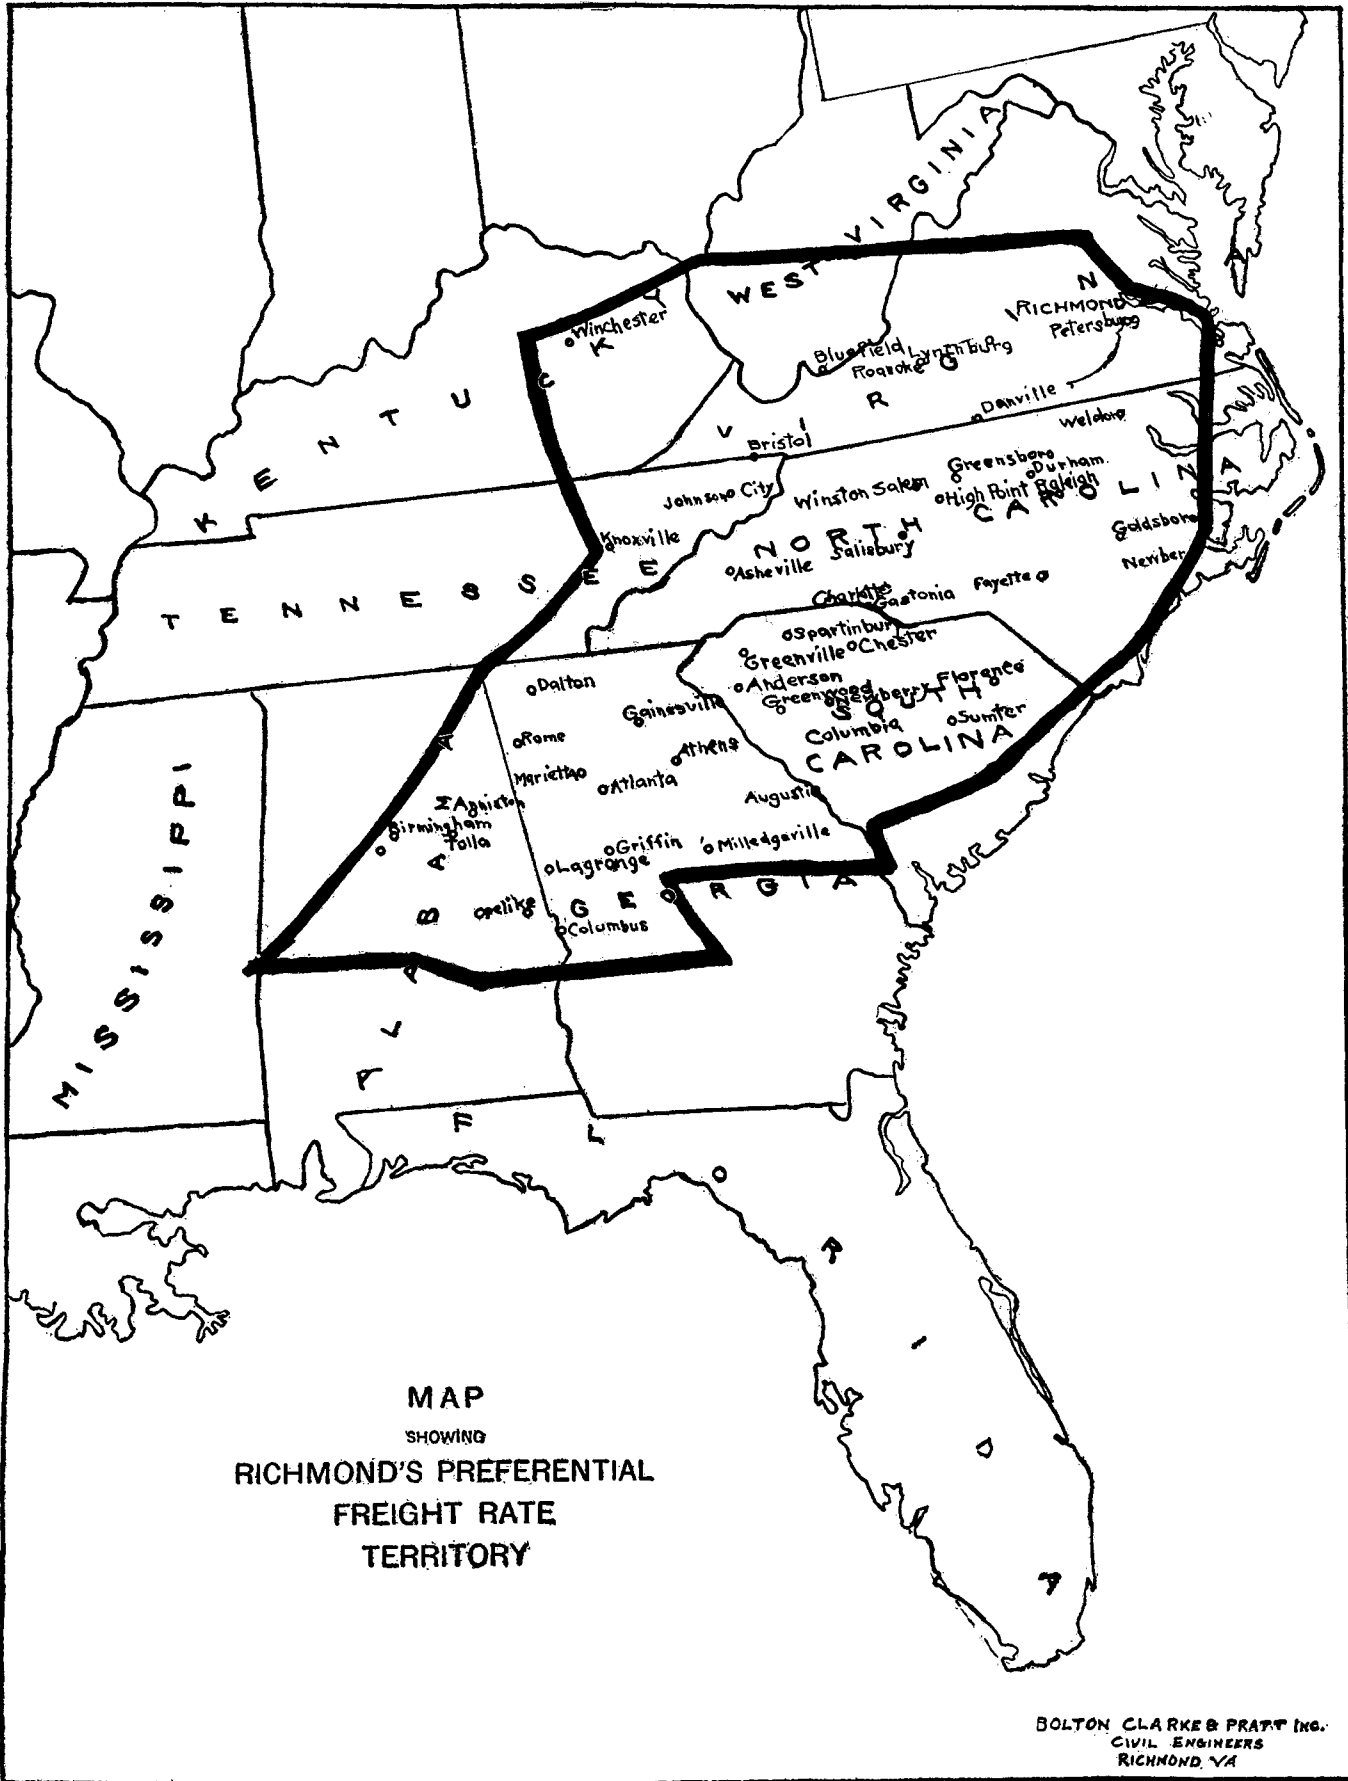 WEST VIRGINIA
KENTUCKY
Winchester
VIRGINIA
RICHMOND
Petersburg
Bluefield
Lynchburg
Roanoke
Danville
Bristol
Weldon
Greensboro
Durham
Johnson City
Winston Salem
High Point
Raleigh
NORTH CAROLINA
Goldsboro
Knoxville
Salisbury
Asheville
Newber
TENNESSEE
Charlotte
Gastonia
Fayette
Spartinburg
Greenville
Chester
Dalton
Anderson
Greenwood
Newberry
Florence
Gainesville
SOUTH
CAROLINA
Columbia
Sumter
Rome
Athens
Marietta
Atlanta
Augusta
Anniston
Birmingham
Talla
Griffin
Milledgeville
Lagrange
GEORGIA
Opelika
Columbus
ALABAMA
MISSISSIPPI
FLORIDA
MAP
SHOWING
RICHMOND'S PREFERENTIAL
FREIGHT RATE
TERRITORY
BOLTON CLARKE & PRATT INC.
CIVIL ENGINEERS
RICHMOND, VA